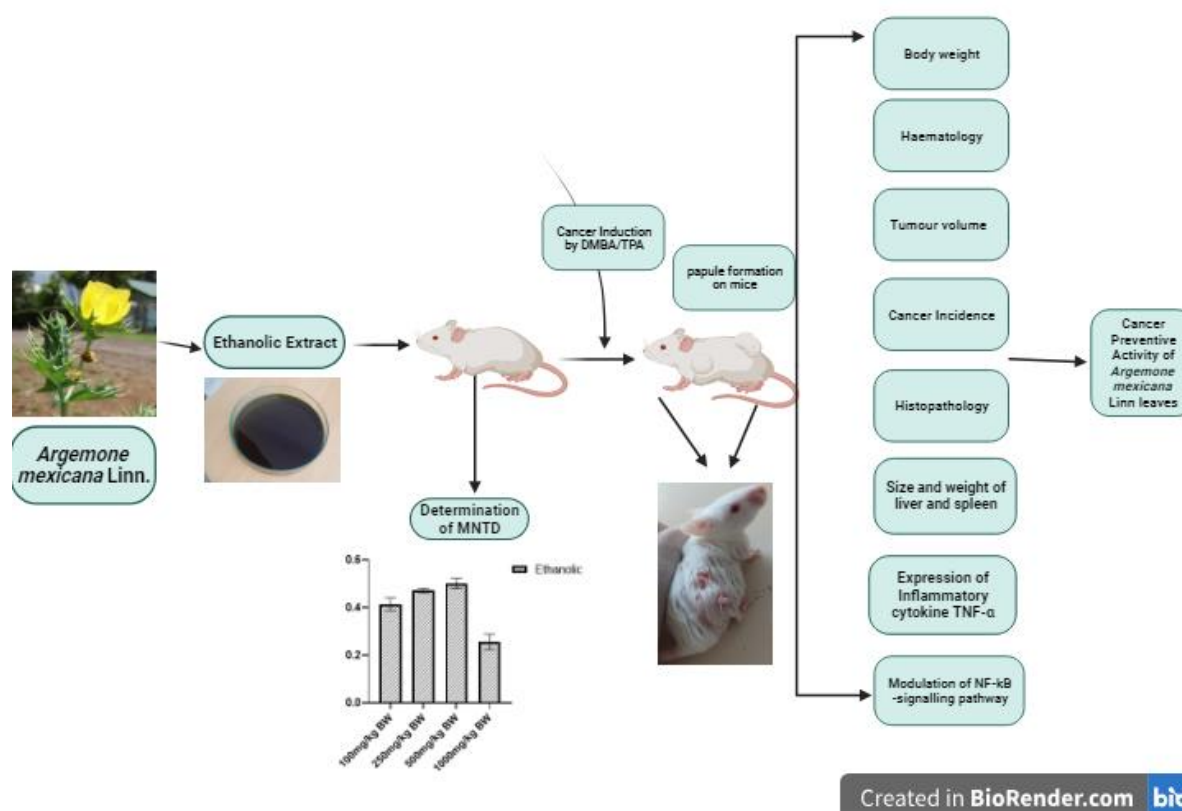 Argemone
mexicana Linn.
Ethanolic Extract
Determination
of MNTD
Ethanolic
0.6
0.4
0.2
0.0
100mg/kg BW
250mg/kg BW
500mg/kg BW
1000mg/kg BW
Cancer Induction
by DMBA/TPA
papule formation
on mice
Body weight
Haematology
Tumour volume
Cancer Incidence
Histopathology
Size and weight of
liver and spleen
Expression of
Inflammatory
cytokine TNF-α
Modulation of NF-kB
-signalling pathway
Cancer
Preventive
Activity of
Argemone
mexicana
Linn leaves
Created in BioRender.com
bio